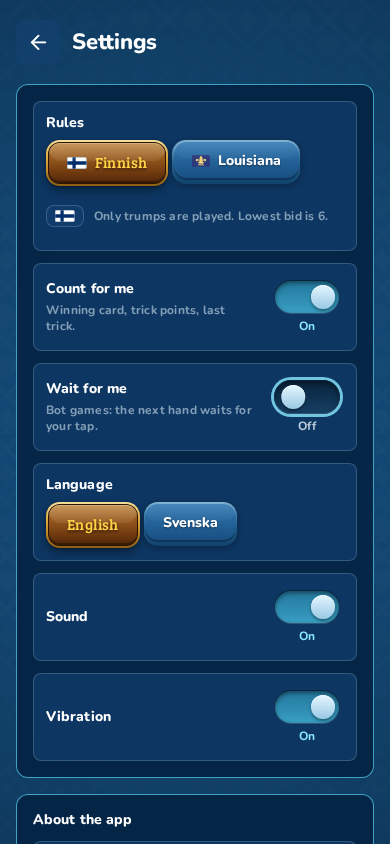 Settings
Rules
Finnish
Louisiana
Only trumps are played. Lowest bid is 6.
Count for me
Winning card, trick points, last
trick.
On
Wait for me
Bot games: the next hand waits for
your tap.
Off
Language
English
Svenska
Sound
On
Vibration
On
About the app